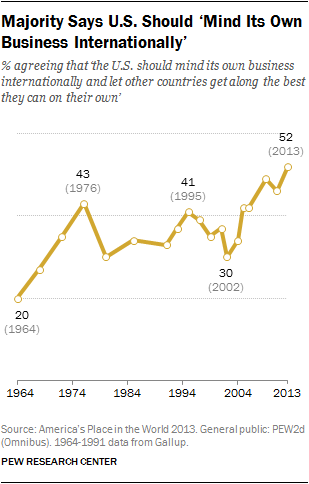 Majority Says U.S. Should ‘Mind Its Own
Business Internationally’
% agreeing that ‘the U.S. should mind its own business
internationally and let other countries get along the best
they can on their own’
52
(2013)
43
(1976)
41
(1995)
30
(2002)
20
(1964)
1964 1974 1984 1994 2004 2013
Source: America’s Place in the World 2013. General public: PEW2d
(Omnibus). 1964-1991 data from Gallup.
PEW RESEARCH CENTER